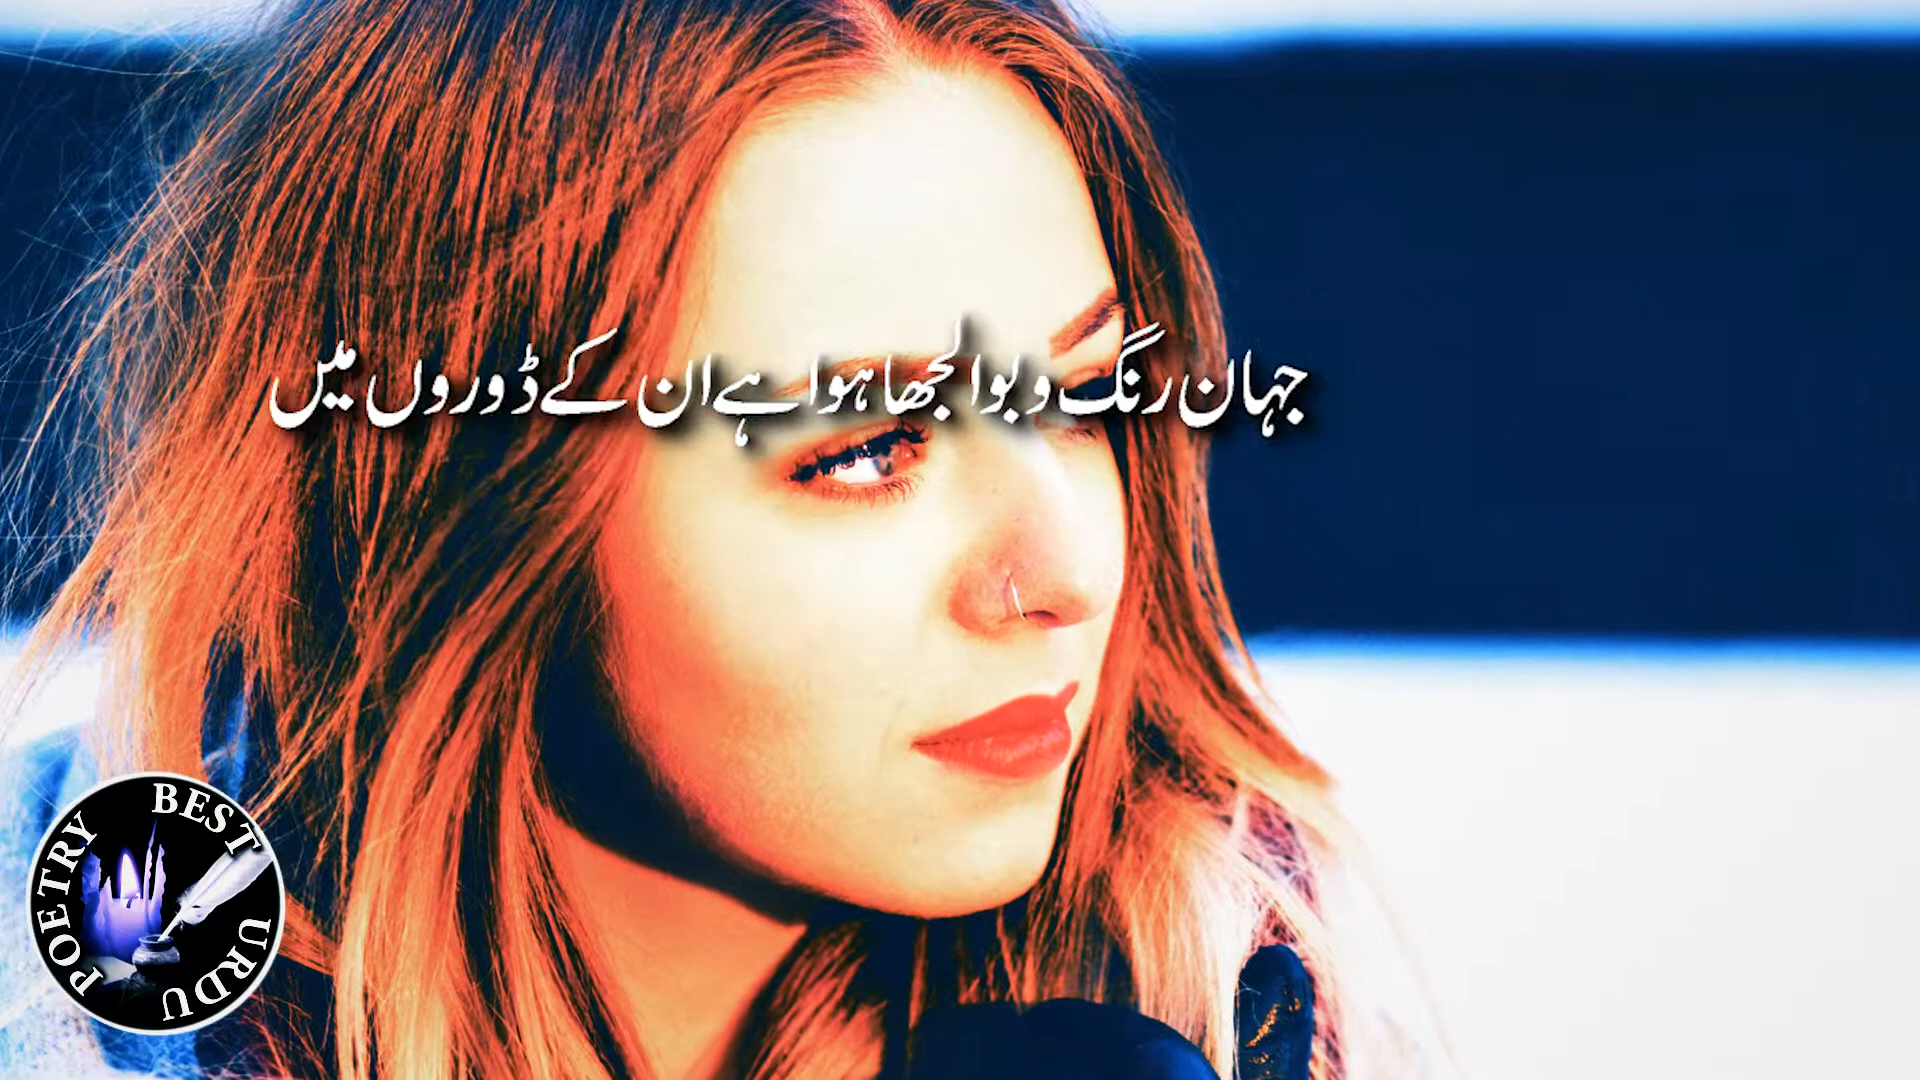 جہان رنگ و بو الجھا ہوا ہے ان کے ڈوروں میں
BEST URDU POETRY